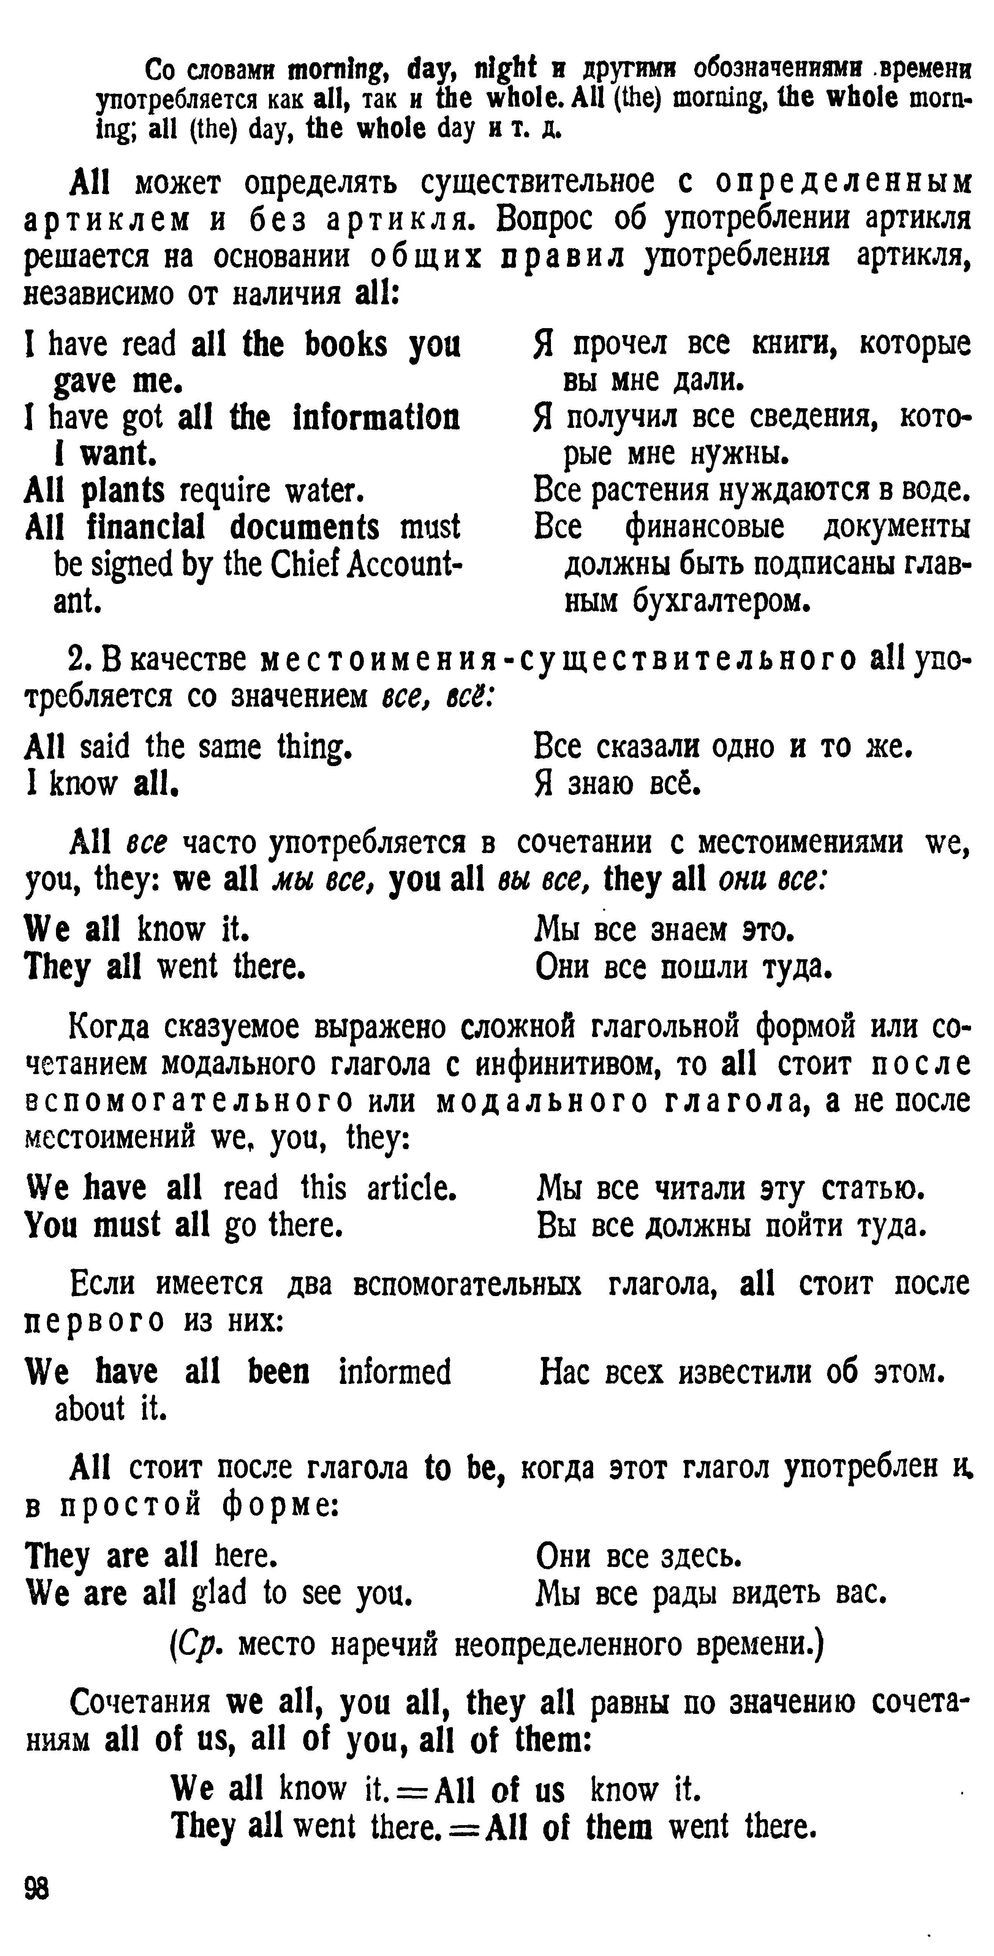 Со словами morning, day, night и другими обозначениями времени
употребляется как all, так и the whole. All (the) morning, the whole morn-
ing; all (the) day, the whole day и т. д.
All может определять существительное с определенным
артиклем и без артикля. Вопрос об употреблении артикля
решается на основании общих правил употребления артикля,
независимо от наличия all:
I have read all the books you
gave me.
Я прочел все книги, которые
вы мне дали.
I have got all the information
I want.
Я получил все сведения, кото-
рые мне нужны.
All plants require water.
Все растения нуждаются в воде.
All financial documents must
be signed by the Chief Account-
ant.
Все финансовые документы
должны быть подписаны глав-
ным бухгалтером.
2. В качестве местоимения-существительного all упо-
требляется со значением все, всё:
All said the same thing.
Все сказали одно и то же.
I know all.
Я знаю всё.
All все часто употребляется в сочетании с местоимениями we,
you, they: we all мы все, you all вы все, they all они все:
We all know it.
Мы все знаем это.
They all went there.
Они все пошли туда.
Когда сказуемое выражено сложной глагольной формой или со-
четанием модального глагола с инфинитивом, то all стоит после
вспомогательного или модального глагола, а не после
местоимений we, you, they:
We have all read this article.
Мы все читали эту статью.
You must all go there.
Вы все должны пойти туда.
Если имеется два вспомогательных глагола, all стоит после
первого из них:
We have all been informed
about it.
Нас всех известили об этом.
All стоит после глагола to be, когда этот глагол употреблен и
в простой форме:
They are all here.
Они все здесь.
We are all glad to see you.
Мы все рады видеть вас.
(Ср. место наречий неопределенного времени.)
Сочетания we all, you all, they all равны по значению сочета-
ниям all of us, all of you, all of them:
We all know it. = All of us know it.
They all went there. = All of them went there.
98